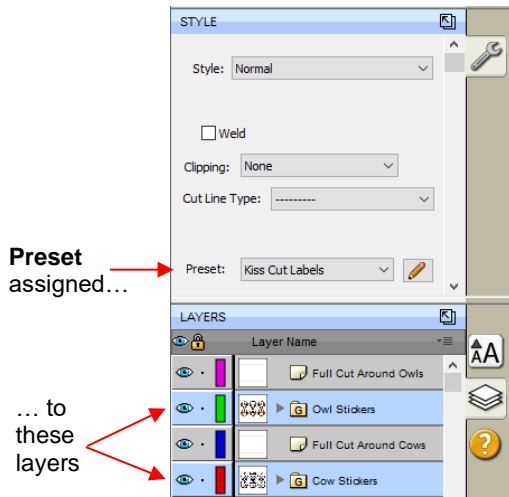 STYLE
Style: Normal
Weld
Clipping: None
Cut Line Type: ---------
Preset
assigned…
Preset: Kiss Cut Labels
LAYERS
Layer Name
AA
Full Cut Around Owls
… to
these
layers
G Owl Stickers
Full Cut Around Cows
?
G Cow Stickers